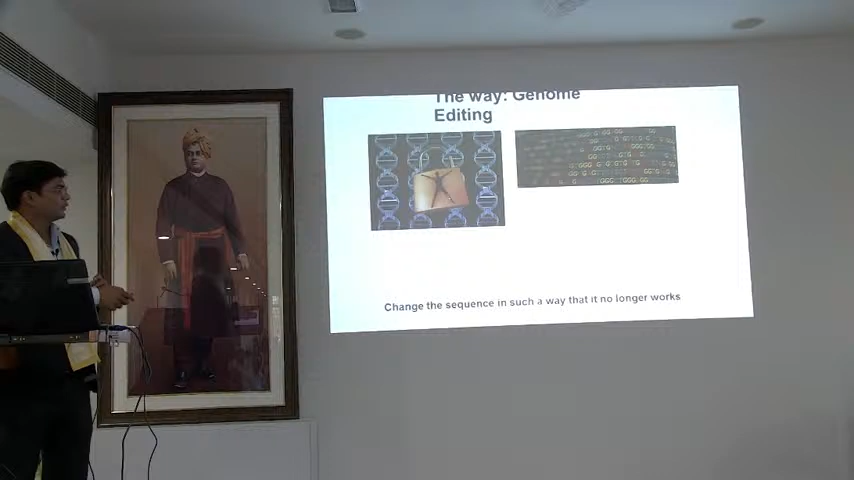 The way: Genome
Editing
Change the sequence in such a way that it no longer works